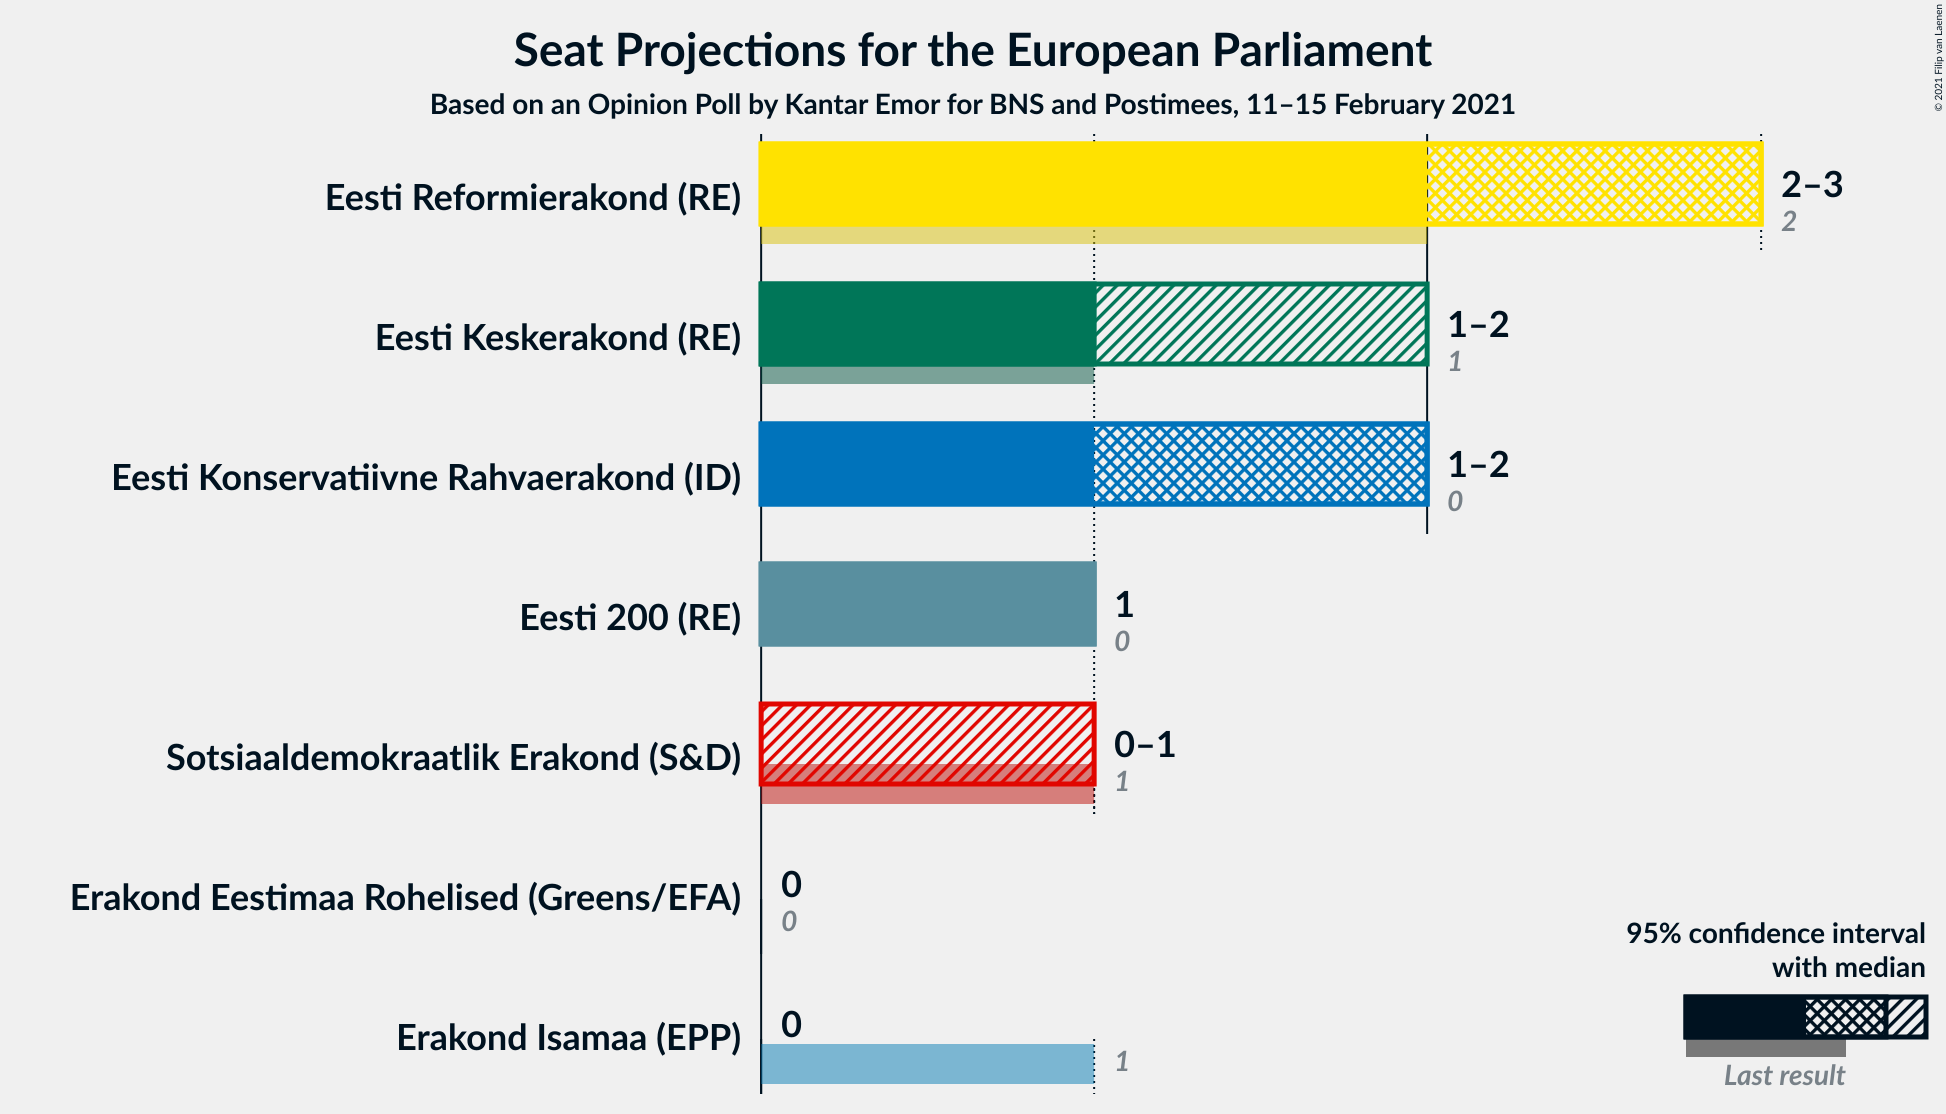 Seat Projections for the European Parliament
Based on an Opinion Poll by Kantar Emor for BNS and Postimees, 11–15 February 2021
© 2021 Filip van Laenen
Eesti Reformierakond (RE)
2–3
2
Eesti Keskerakond (RE)
1–2
1
Eesti Konservatiivne Rahvaerakond (ID)
1–2
0
Eesti 200 (RE)
1
0
Sotsiaaldemokraatlik Erakond (S&D)
0–1
1
Erakond Eestimaa Rohelised (Greens/EFA)
0
0
Erakond Isamaa (EPP)
0
1
95% confidence interval
with median
Last result